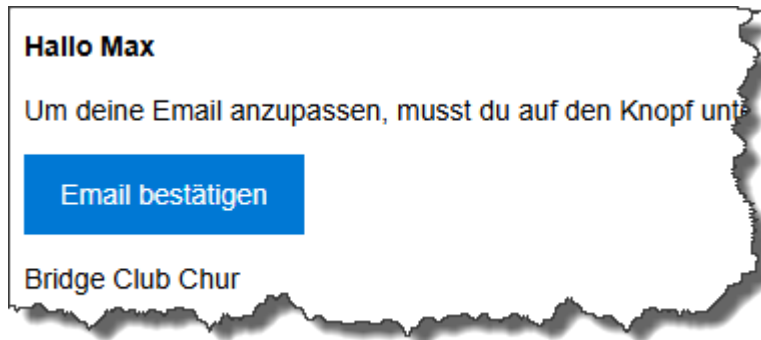 Hallo Max
Um deine Email anzupassen, musst du auf den Knopf
Email bestätigen
Bridge Club Chur